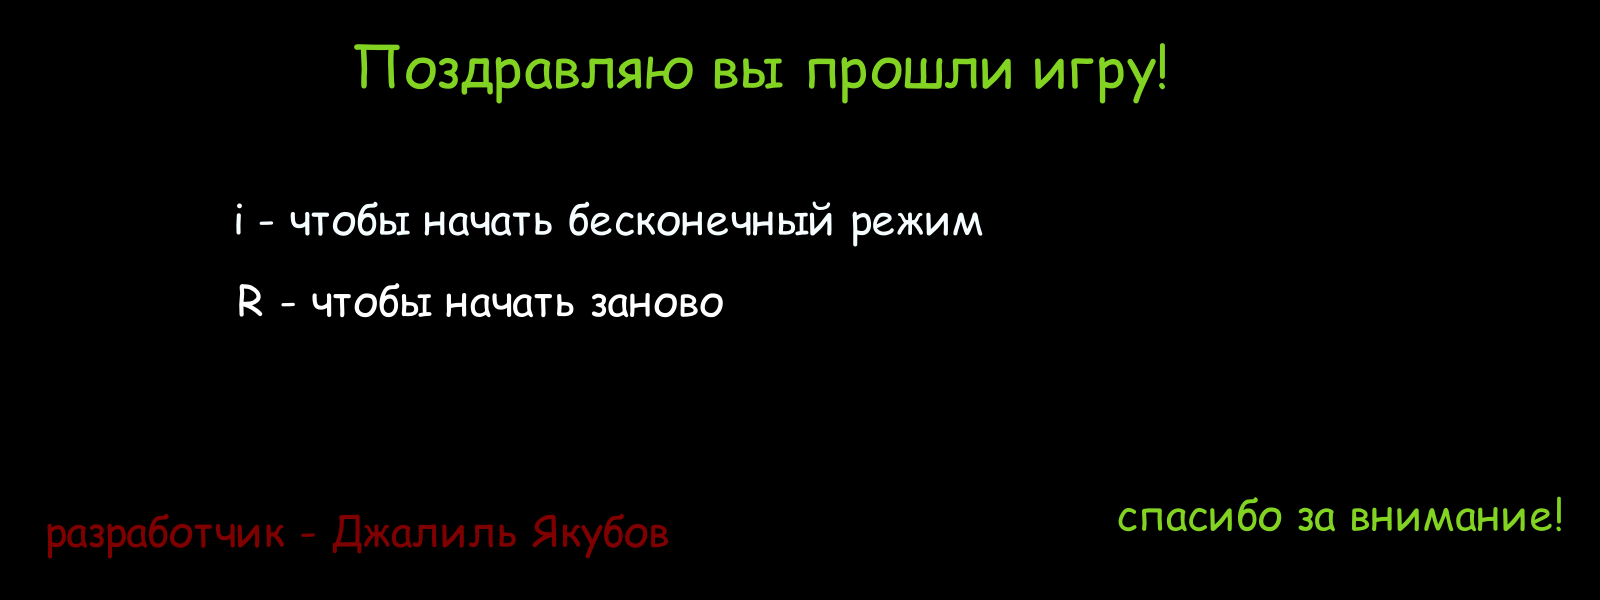 Поздравляю вы прошли игру!
i - чтобы начать бесконечный режим
R - чтобы начать заново
разработчик - Джалиль Якубов
спасибо за внимание!